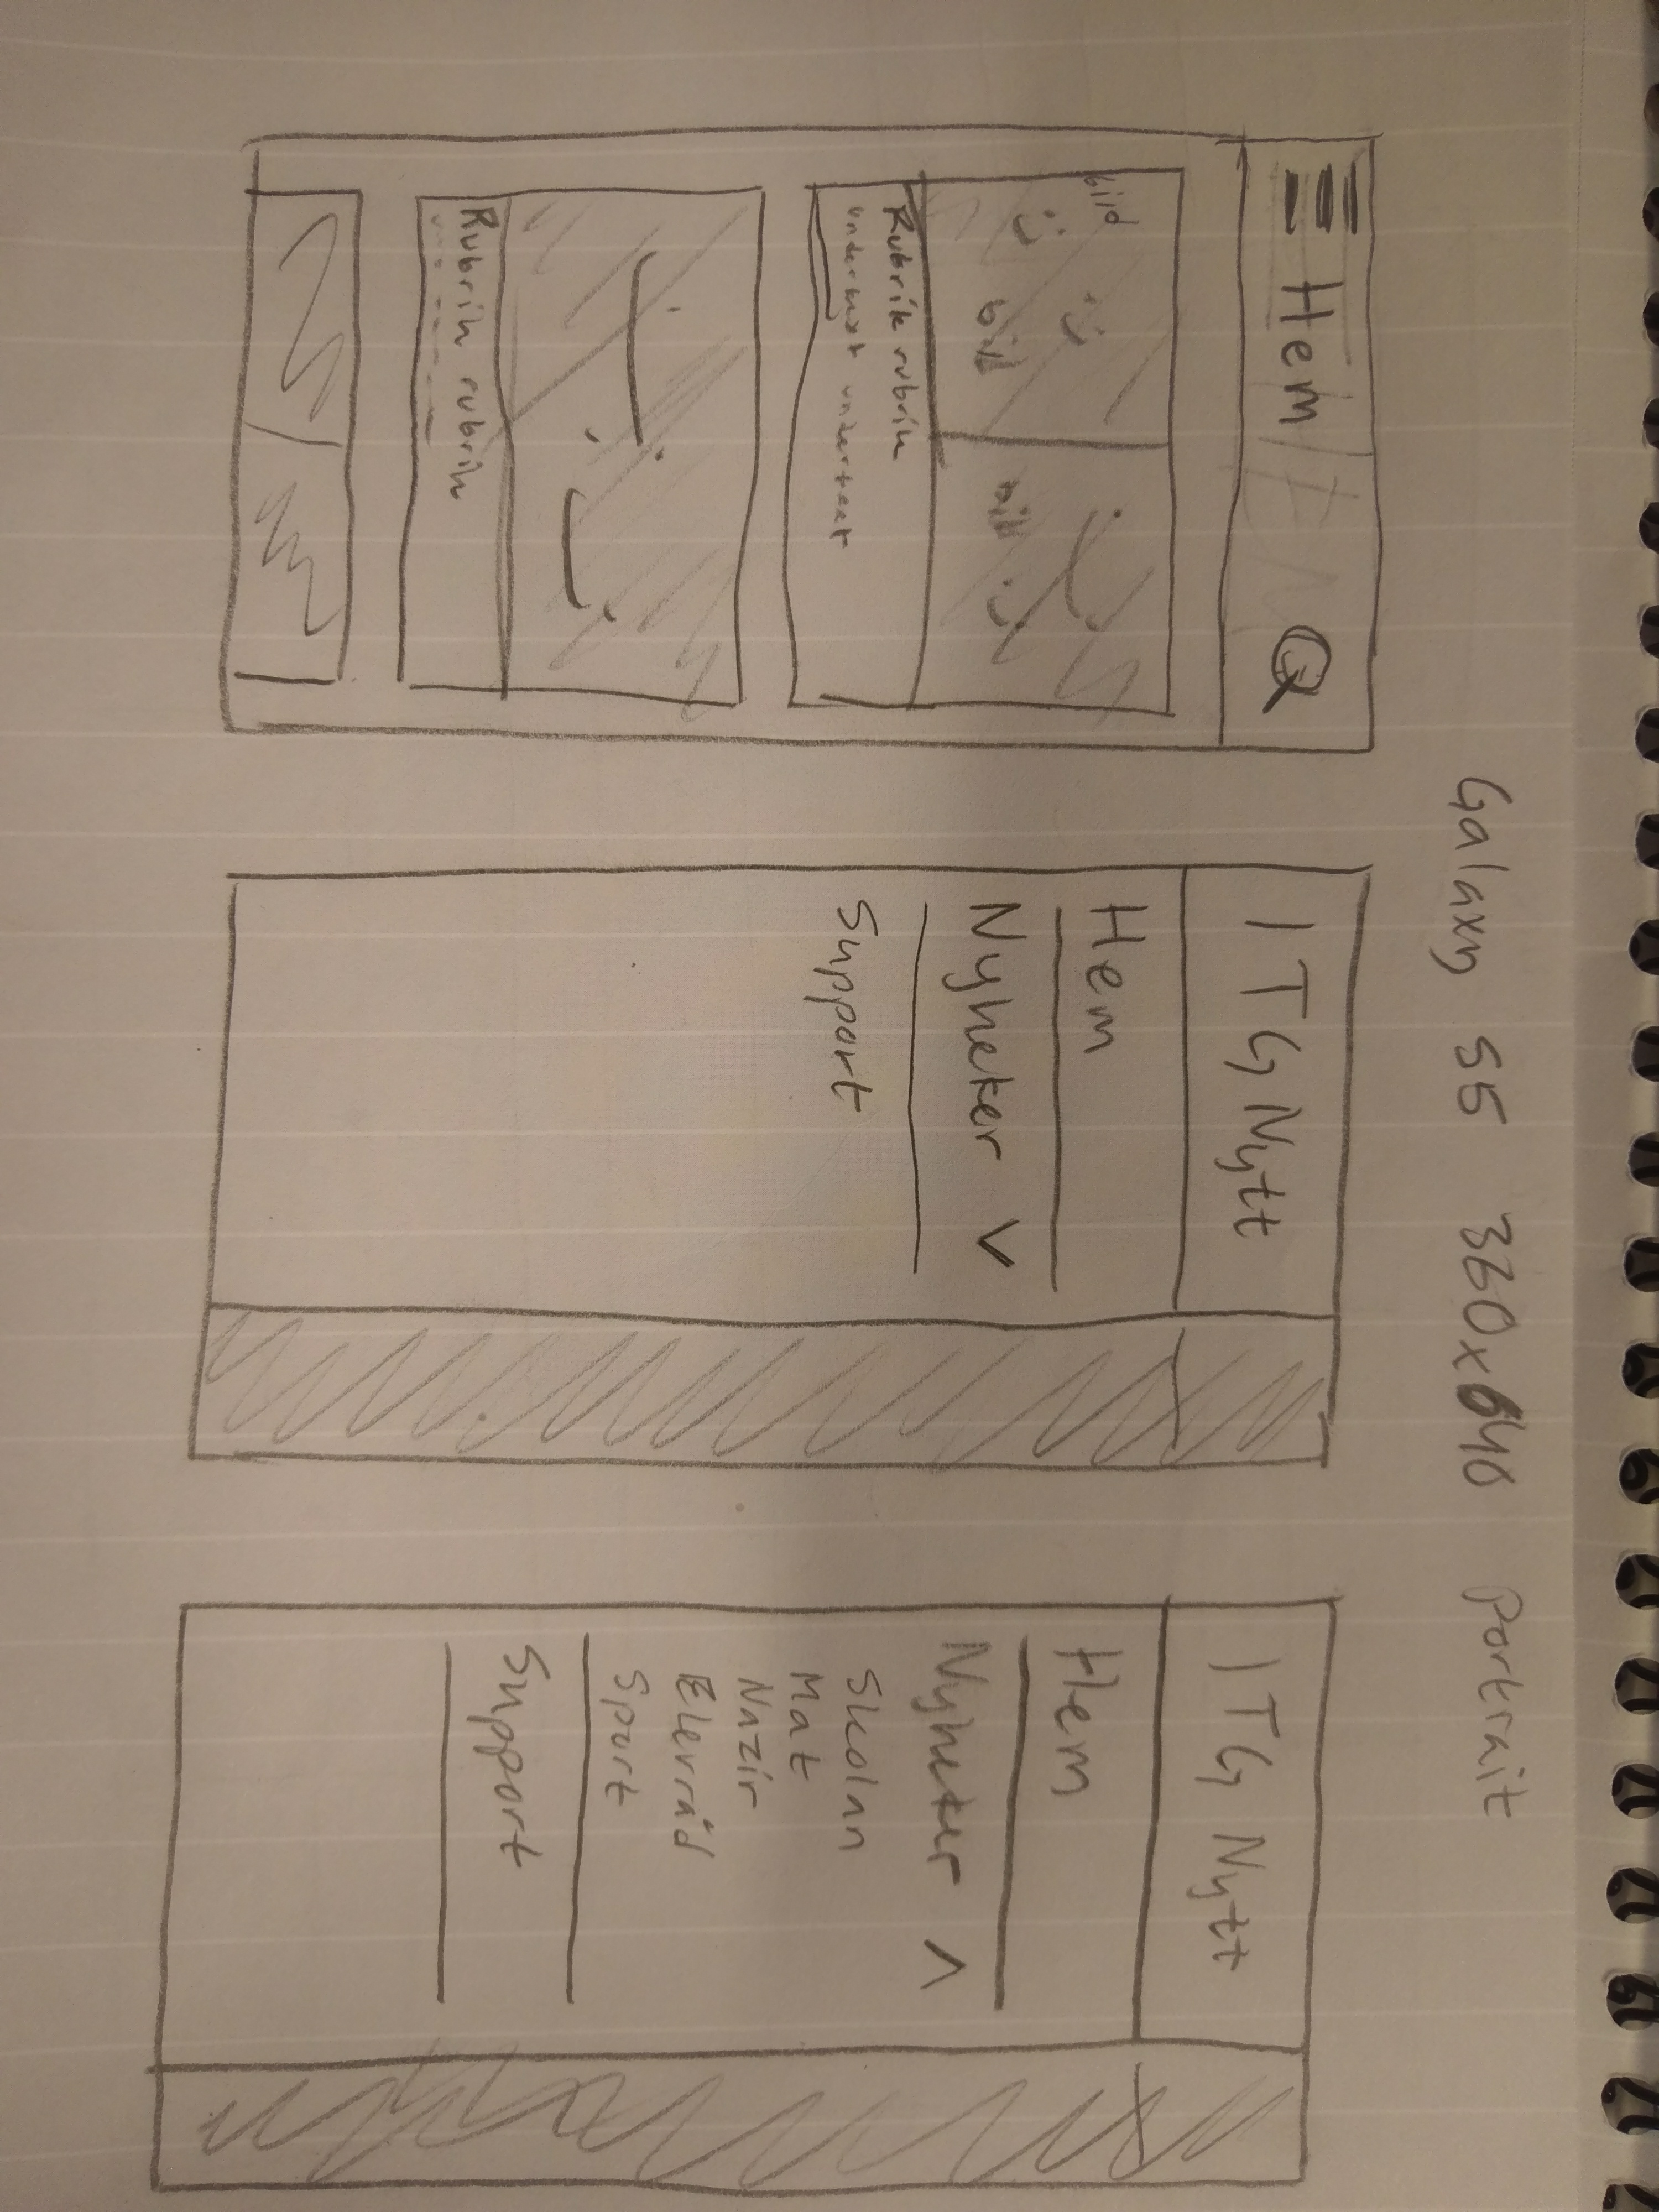 Galaxy S5 360x640 portrait
Hem
HEM
bild
bild
bild
Rubrik rubrik
undertext undertext
Rubrik rubrik
ITG Nytt
Hem
Nyheter V
Support
ITG Nytt
Hem
Nyheter Λ
Skolan
Mat
Nazir
Elevråd
Sport
Support